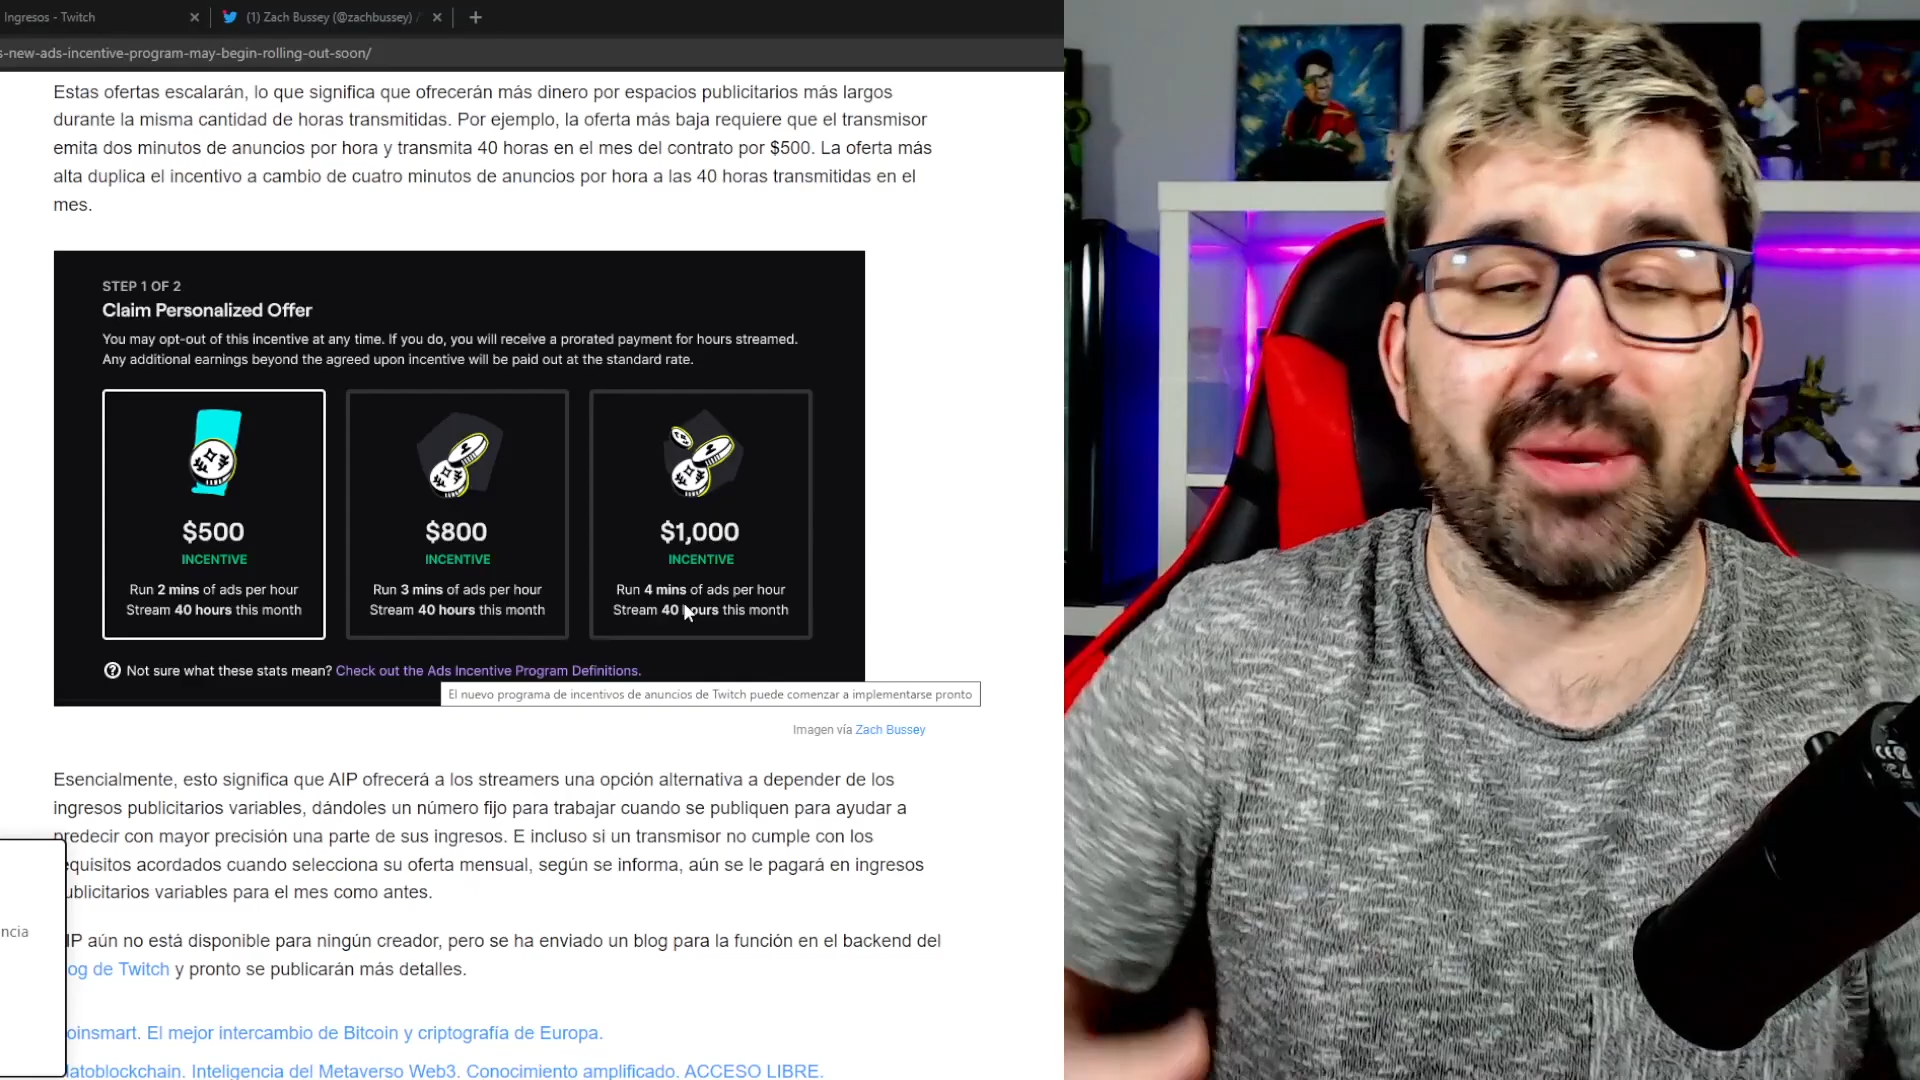 Ingresos - Twitch
(1) Zach Bussey (@zachbussey) /
s-new-ads-incentive-program-may-begin-rolling-out-soon/
Estas ofertas escalarán, lo que significa que ofrecerán más dinero por espacios publicitarios más largos
durante la misma cantidad de horas transmitidas. Por ejemplo, la oferta más baja requiere que el transmisor
emita dos minutos de anuncios por hora y transmita 40 horas en el mes del contrato por $500. La oferta más
alta duplica el incentivo a cambio de cuatro minutos de anuncios por hora a las 40 horas transmitidas en el
mes.
STEP 1 OF 2
Claim Personalized Offer
You may opt-out of this incentive at any time. If you do, you will receive a prorated payment for hours streamed.
Any additional earnings beyond the agreed upon incentive will be paid out at the standard rate.
$500
INCENTIVE
Run 2 mins of ads per hour
Stream 40 hours this month
$800
INCENTIVE
Run 3 mins of ads per hour
Stream 40 hours this month
$1,000
INCENTIVE
Run 4 mins of ads per hour
Stream 40 hours this month
Not sure what these stats mean? Check out the Ads Incentive Program Definitions.
El nuevo programa de incentivos de anuncios de Twitch puede comenzar a implementarse pronto
Imagen vía Zach Bussey
Esencialmente, esto significa que AIP ofrecerá a los streamers una opción alternativa a depender de los
ingresos publicitarios variables, dándoles un número fijo para trabajar cuando se publiquen para ayudar a
predecir con mayor precisión una parte de sus ingresos. E incluso si un transmisor no cumple con los
equisitos acordados cuando selecciona su oferta mensual, según se informa, aún se le pagará en ingresos
ublicitarios variables para el mes como antes.
ncia
IP aún no está disponible para ningún creador, pero se ha enviado un blog para la función en el backend del
og de Twitch y pronto se publicarán más detalles.
oinsmart. El mejor intercambio de Bitcoin y criptografía de Europa.
latoblockchain. Inteligencia del Metaverso Web3. Conocimiento amplificado. ACCESO LIBRE.